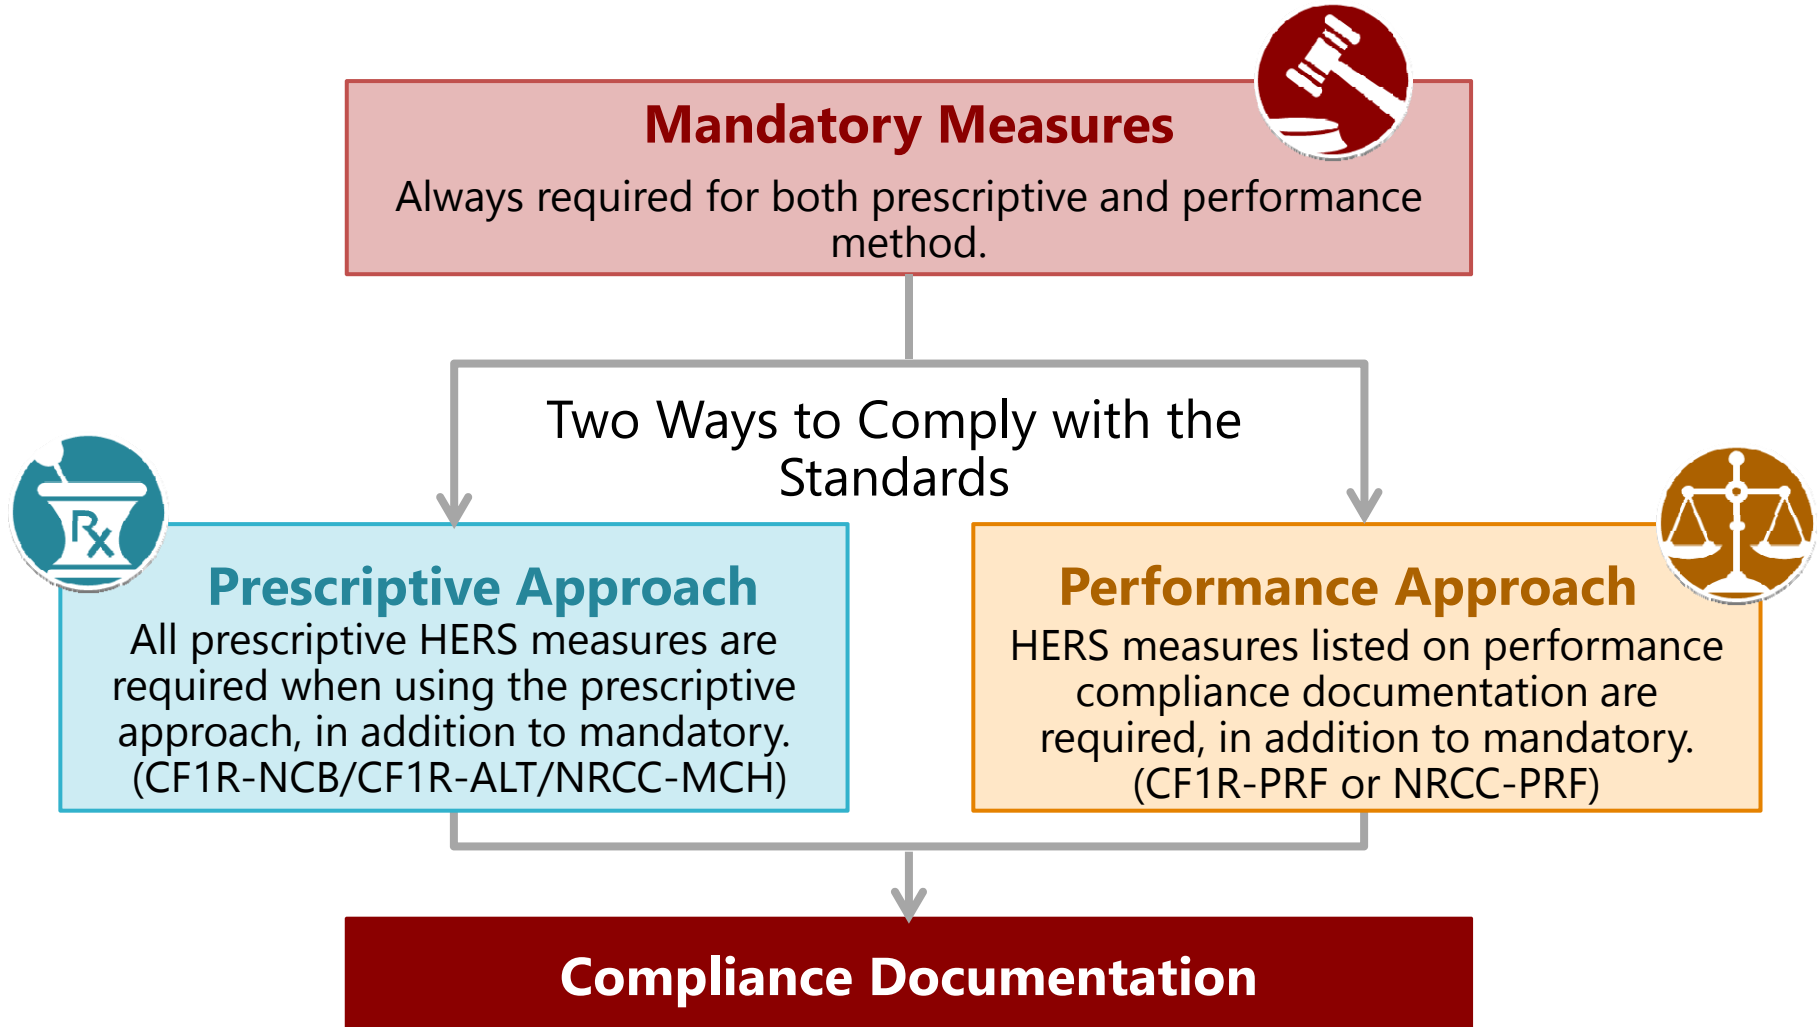 Mandatory Measures
Always required for both prescriptive and performance
method.
Two Ways to Comply with the
Standards
Rx
Prescriptive Approach
All prescriptive HERS measures are
required when using the prescriptive
approach, in addition to mandatory.
(CF1R-NCB/CF1R-ALT/NRCC-MCH)
Performance Approach
HERS measures listed on performance
compliance documentation are
required, in addition to mandatory.
(CF1R-PRF or NRCC-PRF)
Compliance Documentation